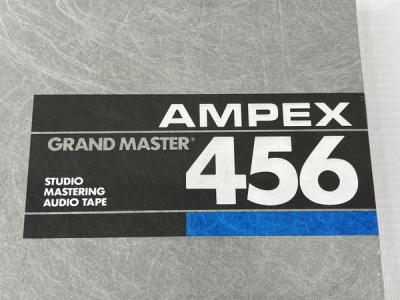 AMPEX
GRAND MASTER®
456
STUDIO
MASTERING
AUDIO TAPE